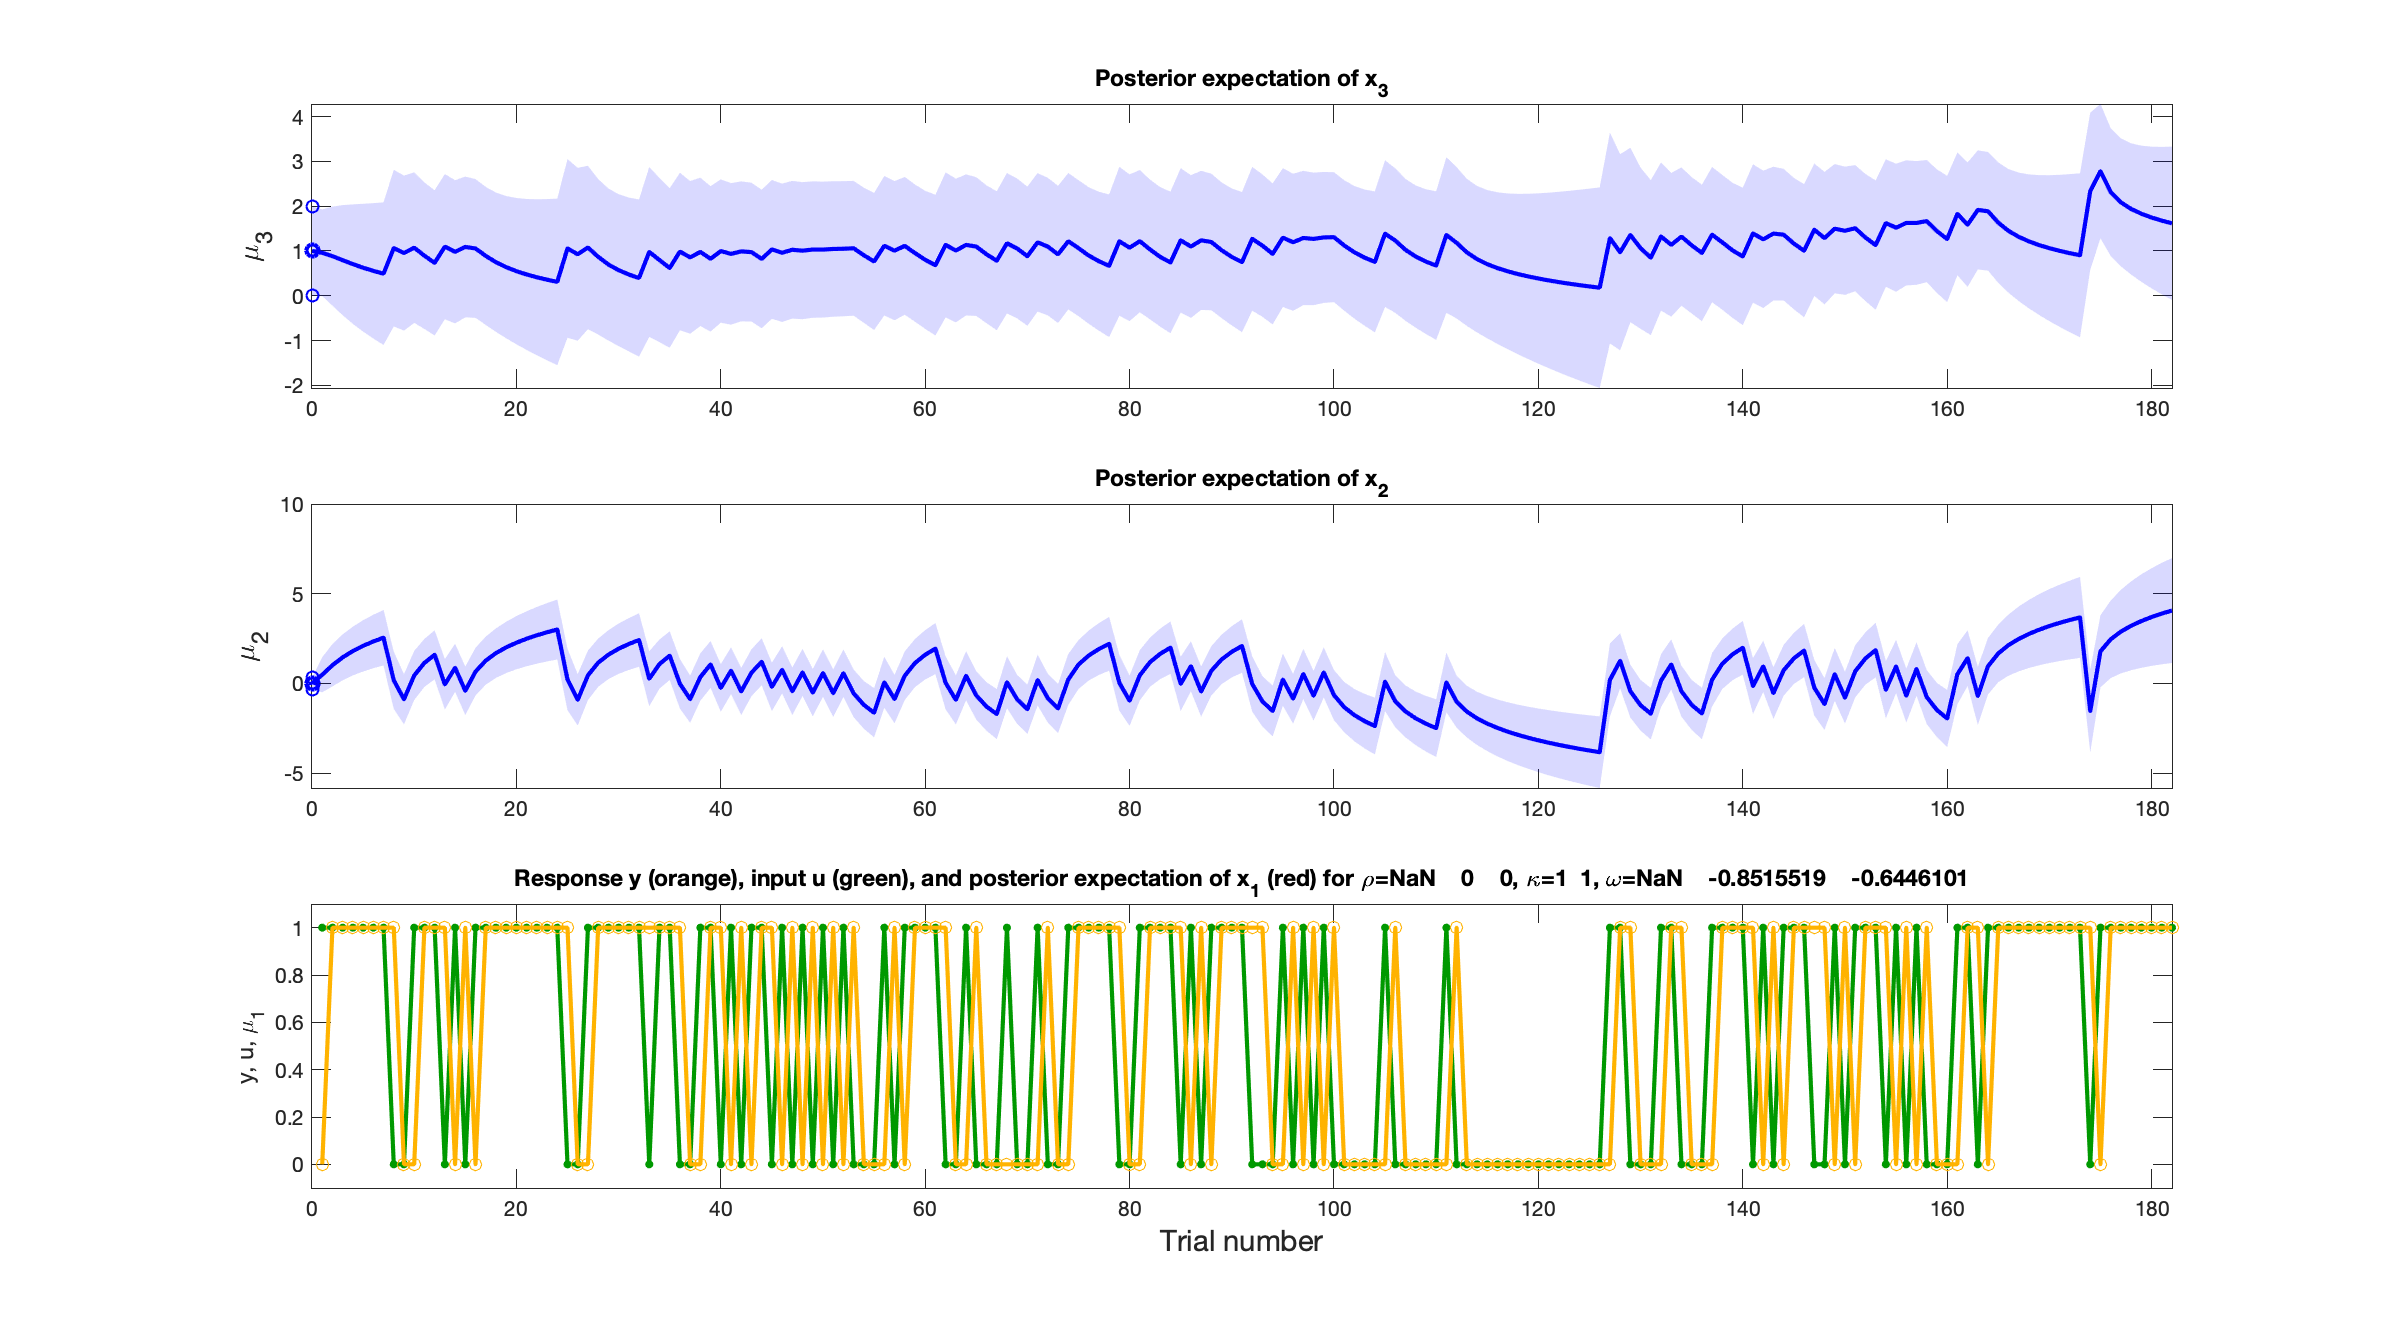 Posterior expectation of x3
μ3
4
3
2
1
0
-1
-2
0 20 40 60 80 100 120 140 160 180
Posterior expectation of x2
μ2
10
5
0
-5
0 20 40 60 80 100 120 140 160 180
Response y (orange), input u (green), and posterior expectation of x1 (red) for ρ=NaN 0 0, κ=1 1, ω=NaN -0.8515519 -0.6446101
y, u, μ1
1
0.8
0.6
0.4
0.2
0
0 20 40 60 80 100 120 140 160 180
Trial number